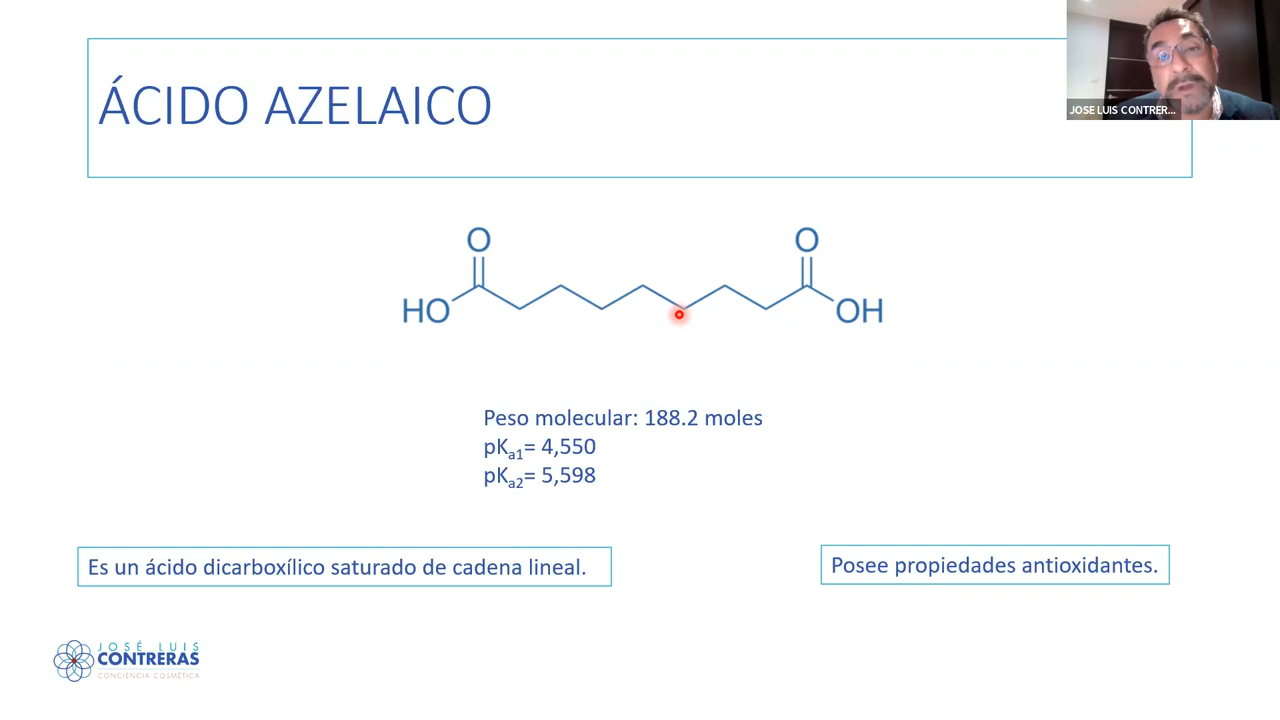 ÁCIDO AZELAICO
JOSE LUIS CONTRER...
O
O
HO
OH
Peso molecular: 188.2 moles
pKa1= 4,550
pKa2= 5,598
Es un ácido dicarboxílico saturado de cadena lineal.
Posee propiedades antioxidantes.
JOSÉ LUIS
CONTRERAS
CONCIENCIA COSMÉTICA